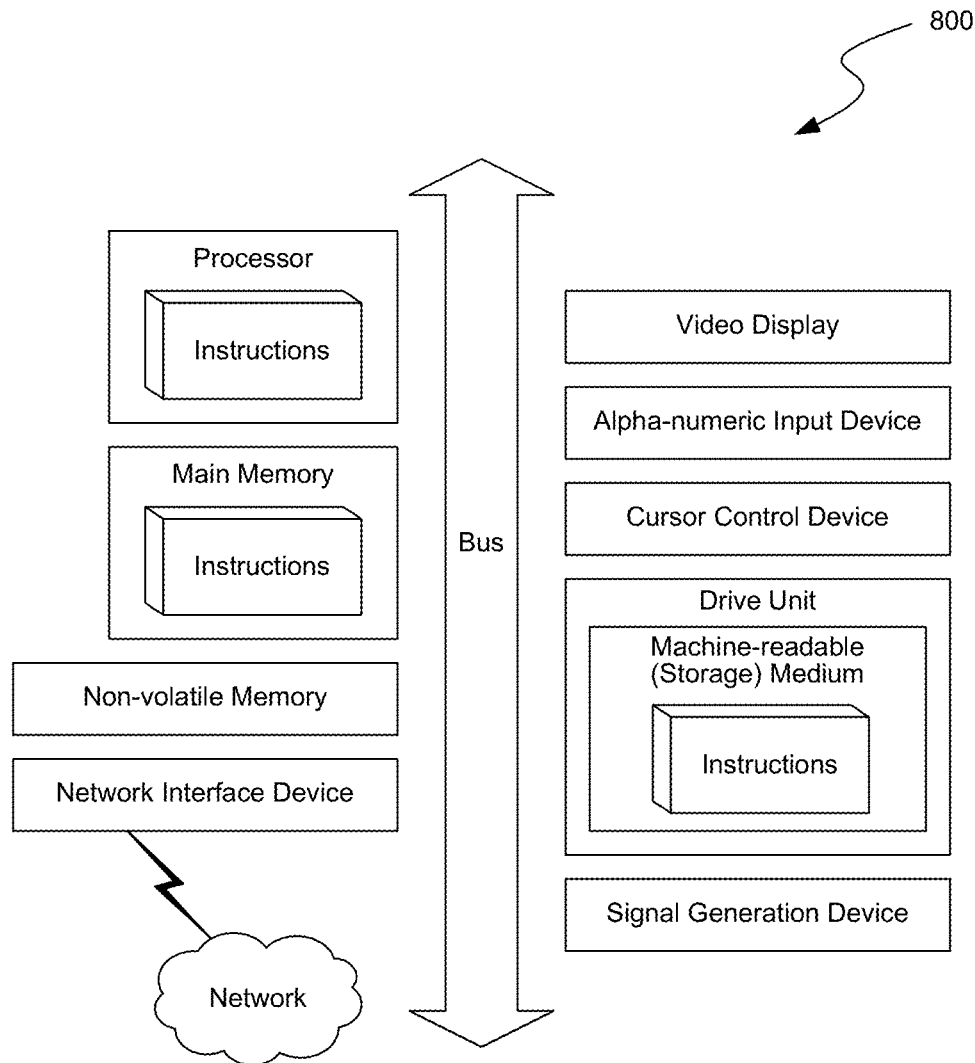 800
Processor
Instructions
Main Memory
Instructions
Non-volatile Memory
Network Interface Device
Network
Bus
Video Display
Alpha-numeric Input Device
Cursor Control Device
Drive Unit
Machine-readable
(Storage) Medium
Instructions
Signal Generation Device